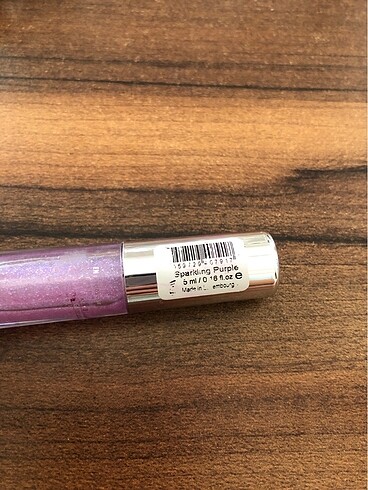 Sparkling Purple
5 ml / 0.16 fl.oz e
Made in